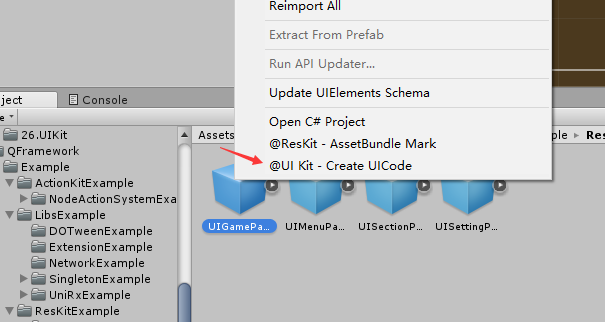 Reimport All
Extract From Prefab
Run API Updater...
Update UIElements Schema
Open C# Project
@ResKit - AssetBundle Mark
@UI Kit - Create UICode
ject
Console
26.UIKit
QFramework
Example
ActionKitExample
NodeActionSystemExa
LibsExample
DOTweenExample
ExtensionExample
NetworkExample
SingletonExample
UniRxExample
ResKitExample
Assets
ple
Res
UIGamePa...
UIMenuPa...
UISectionP...
UISettingP...